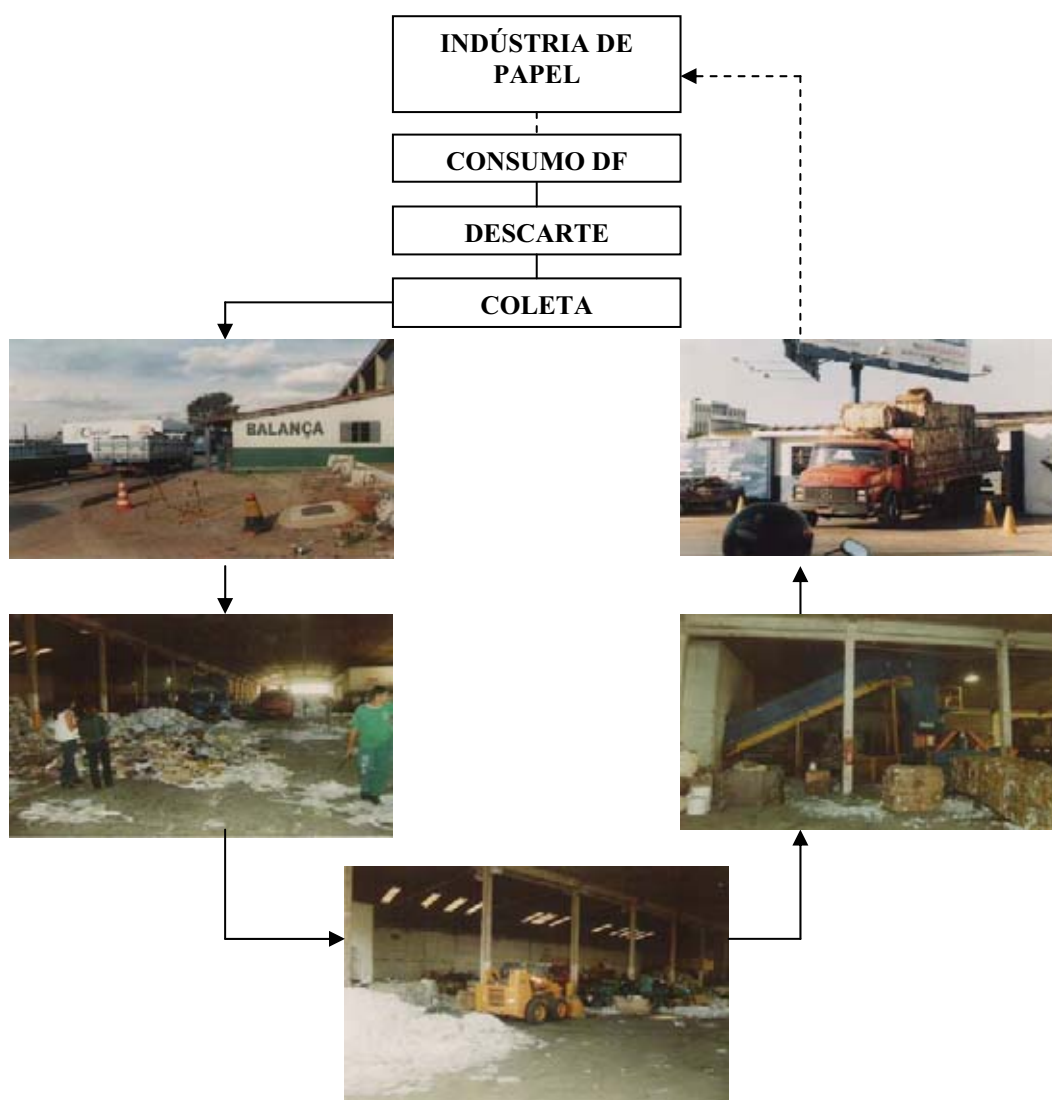 INDÚSTRIA DE
PAPEL
CONSUMO DF
DESCARTE
COLETA
BALANÇA